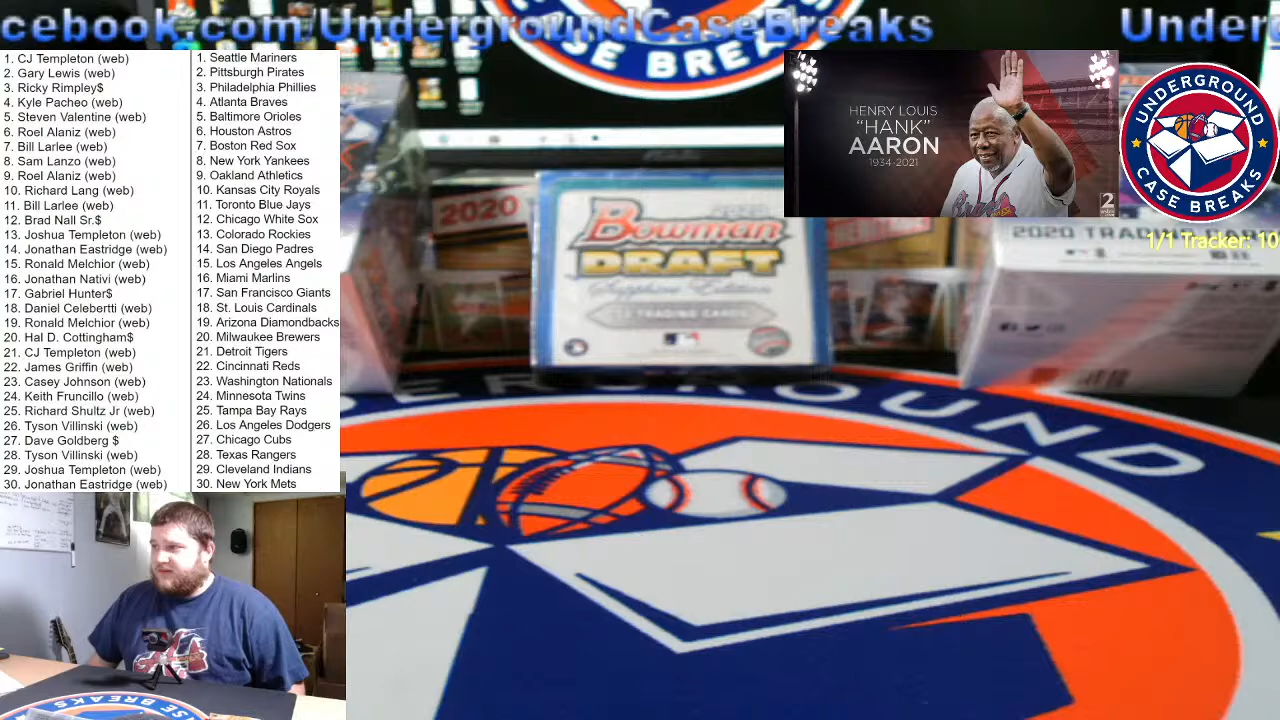 cebook.com/UndergroundCaseBreaks
Underg
SE BREA
1. CJ Templeton (web)
2. Gary Lewis (web)
3. Ricky Rimpley$
4. Kyle Pacheo (web)
5. Steven Valentine (web)
6. Roel Alaniz (web)
7. Bill Larlee (web)
8. Sam Lanzo (web)
9. Roel Alaniz (web)
10. Richard Lang (web)
11. Bill Larlee (web)
12. Brad Nall Sr.$
13. Joshua Templeton (web)
14. Jonathan Eastridge (web)
15. Ronald Melchior (web)
16. Jonathan Nativi (web)
17. Gabriel Hunter$
18. Daniel Celebertti (web)
19. Ronald Melchior (web)
20. Hal D. Cottingham$
21. CJ Templeton (web)
22. James Griffin (web)
23. Casey Johnson (web)
24. Keith Fruncillo (web)
25. Richard Shultz Jr (web)
26. Tyson Villinski (web)
27. Dave Goldberg $
28. Tyson Villinski (web)
29. Joshua Templeton (web)
30. Jonathan Eastridge (web)
1. Seattle Mariners
2. Pittsburgh Pirates
3. Philadelphia Phillies
4. Atlanta Braves
5. Baltimore Orioles
6. Houston Astros
7. Boston Red Sox
8. New York Yankees
9. Oakland Athletics
10. Kansas City Royals
11. Toronto Blue Jays
12. Chicago White Sox
13. Colorado Rockies
14. San Diego Padres
15. Los Angeles Angels
16. Miami Marlins
17. San Francisco Giants
18. St. Louis Cardinals
19. Arizona Diamondbacks
20. Milwaukee Brewers
21. Detroit Tigers
22. Cincinnati Reds
23. Washington Nationals
24. Minnesota Twins
25. Tampa Bay Rays
26. Los Angeles Dodgers
27. Chicago Cubs
28. Texas Rangers
29. Cleveland Indians
30. New York Mets
HENRY LOUIS
"HANK"
AARON
1934-2021
2
UNDERGROUND
CASE BREAKS
1/1 Tracker: 10
2020
Bowman
DRAFT
Sapphire Edition
TRADING CARDS
2020 TRADING CARDS
ERGROUND